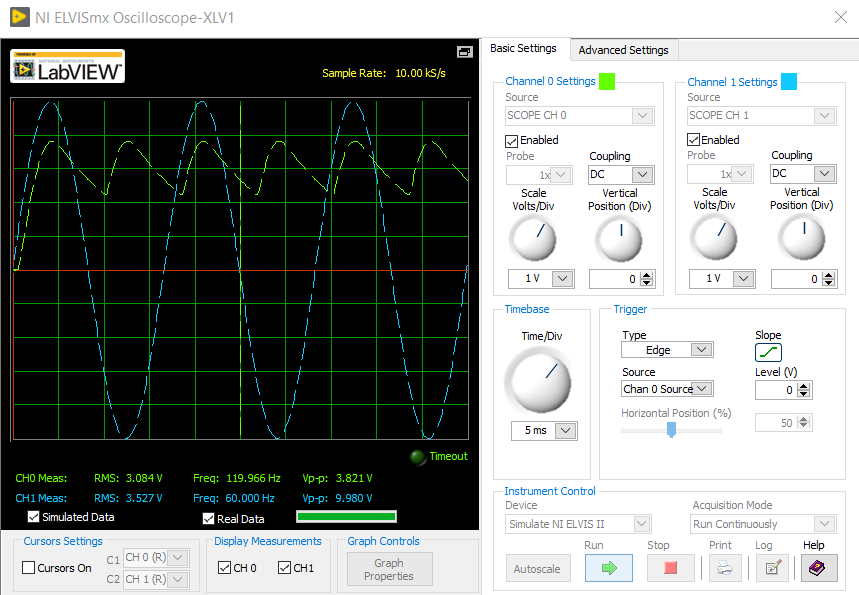 NI ELVISmx Oscilloscope-XLV1
POWERED BY
NATIONAL INSTRUMENTS
LabVIEW™
Sample Rate: 10.00 kS/s
Timeout
CH0 Meas: RMS: 3.084 V Freq: 119.966 Hz Vp-p: 3.821 V
CH1 Meas: RMS: 3.527 V Freq: 60.000 Hz Vp-p: 9.980 V
Simulated Data Real Data
Cursors Settings
Cursors On
C1 CH 0 (R)
C2 CH 1 (R)
Display Measurements
CH 0 CH1
Graph Controls
Graph
Properties
Basic Settings Advanced Settings
Channel 0 Settings
Source
SCOPE CH 0
Enabled
Probe
1x
Coupling
DC
Scale
Volts/Div
1 V
Vertical
Position (Div)
0
Channel 1 Settings
Source
SCOPE CH 1
Enabled
Probe
1x
Coupling
DC
Scale
Volts/Div
1 V
Vertical
Position (Div)
0
Timebase
Time/Div
5 ms
Trigger
Type
Edge
Source
Chan 0 Source
Horizontal Position (%)
50
Slope
Level (V)
0
Instrument Control
Device
Simulate NI ELVIS II
Acquisition Mode
Run Continuously
Run Stop Print Log Help
Autoscale